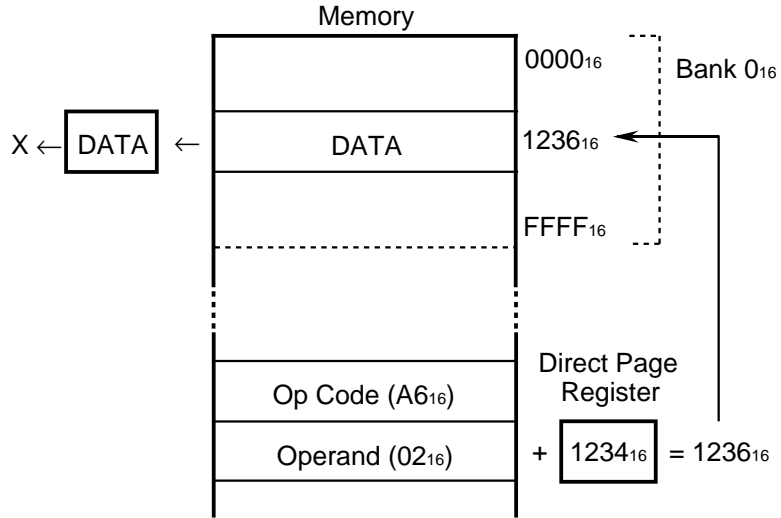 Memory
0000₁₆
Bank 0₁₆
X ← DATA ← DATA 1236₁₆
FFFF₁₆
Direct Page
Register
Op Code (A6₁₆)
Operand (02₁₆) + 1234₁₆ = 1236₁₆